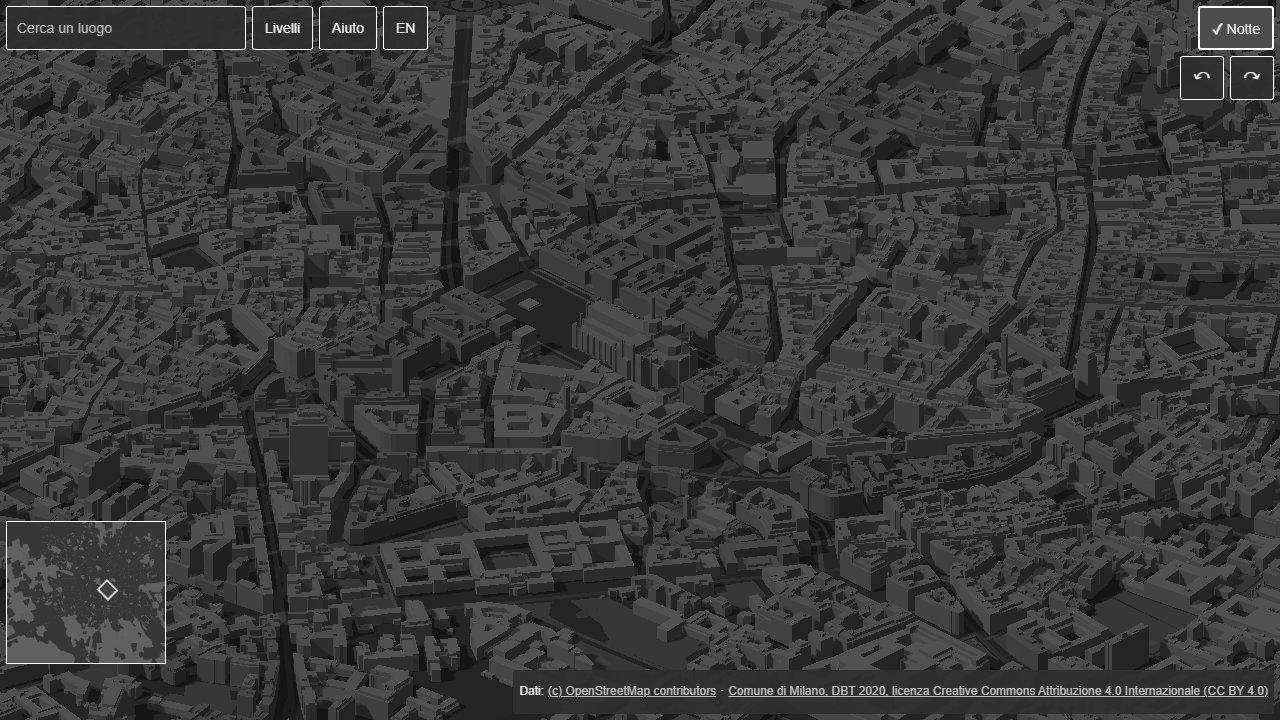 Cerca un luogo
Livelli
Aiuto
EN
✓ Notte
Dati: (c) OpenStreetMap contributors · Comune di Milano, DBT 2020, licenza Creative Commons Attribuzione 4.0 Internazionale (CC BY 4.0)